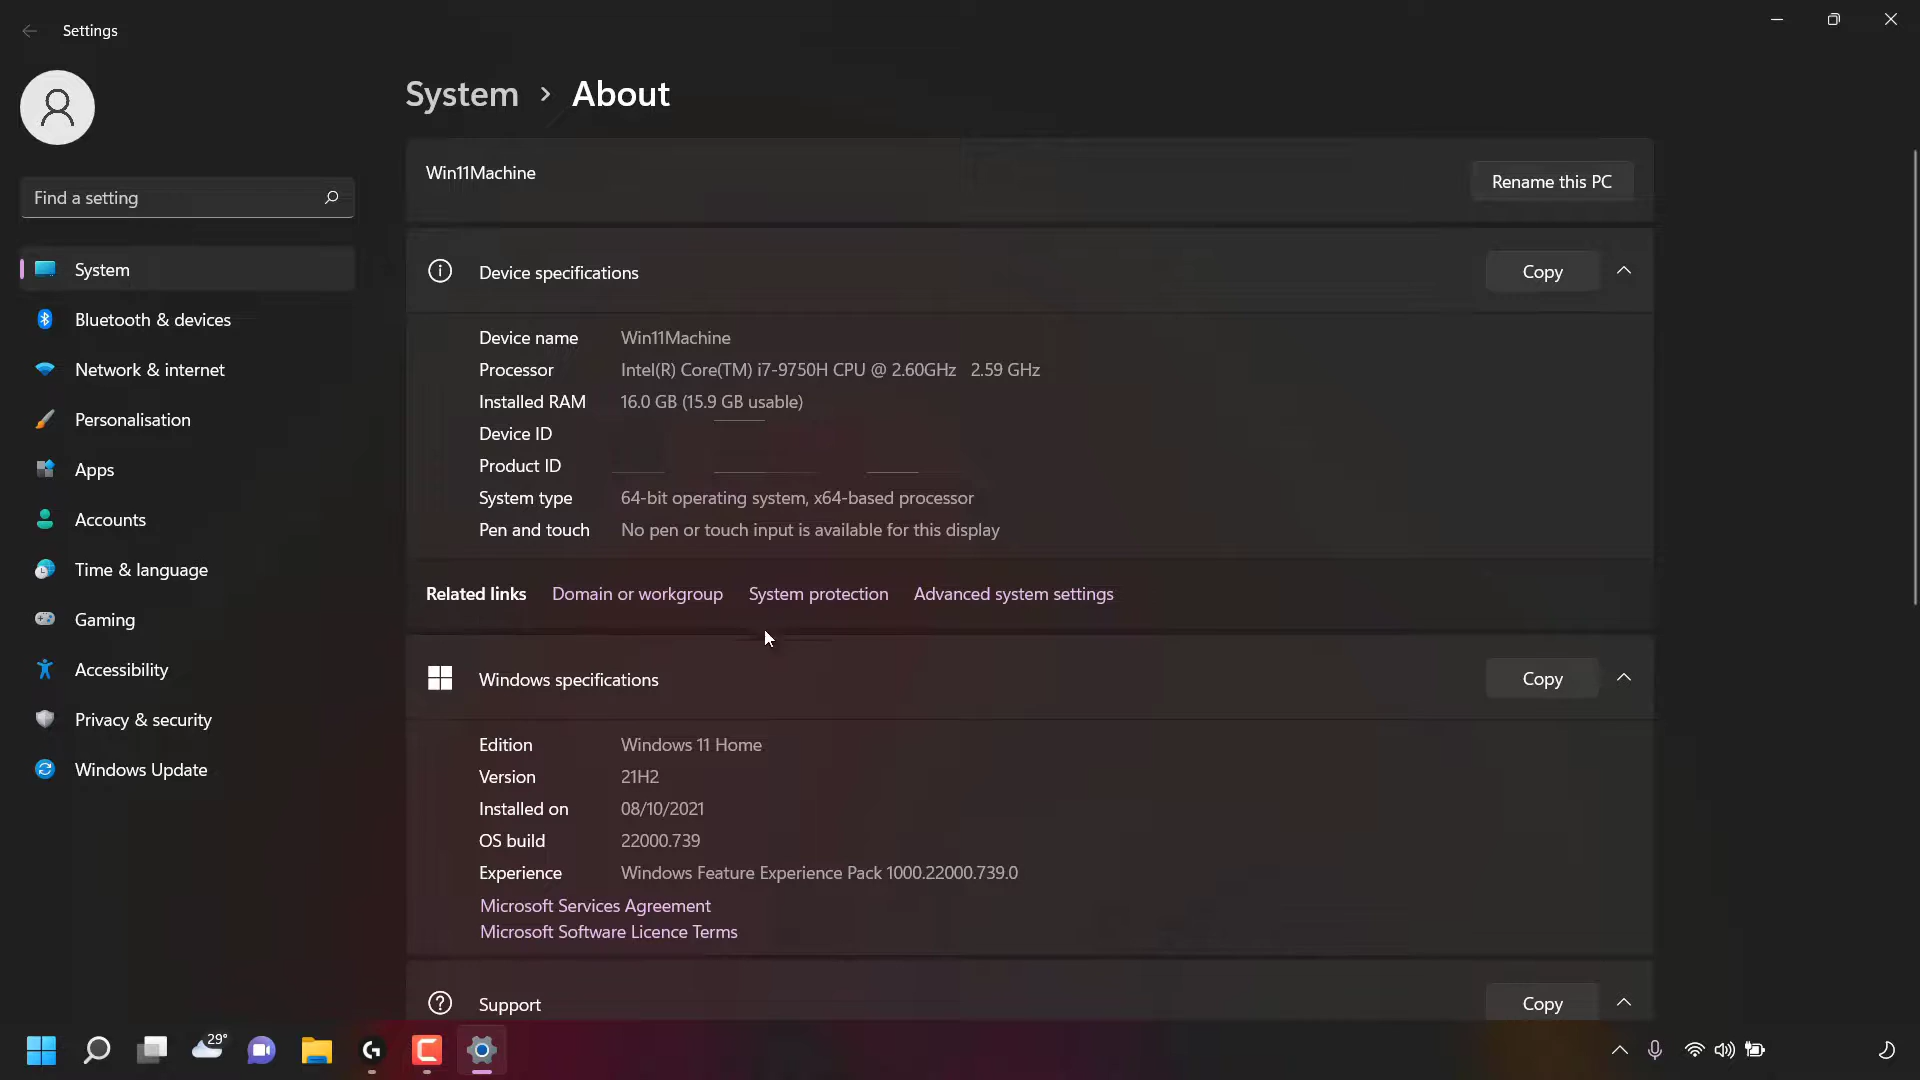 Settings
System > About
Win11Machine
Rename this PC
Find a setting
System
Bluetooth & devices
Network & internet
Personalisation
Apps
Accounts
Time & language
Gaming
Accessibility
Privacy & security
Windows Update
Device specifications
Copy
Device name Win11Machine
Processor Intel(R) Core(TM) i7-9750H CPU @ 2.60GHz 2.59 GHz
Installed RAM 16.0 GB (15.9 GB usable)
Device ID
Product ID
System type 64-bit operating system, x64-based processor
Pen and touch No pen or touch input is available for this display
Related links Domain or workgroup System protection Advanced system settings
Windows specifications
Copy
Edition Windows 11 Home
Version 21H2
Installed on 08/10/2021
OS build 22000.739
Experience Windows Feature Experience Pack 1000.22000.739.0
Microsoft Services Agreement
Microsoft Software Licence Terms
Support
Copy
29°